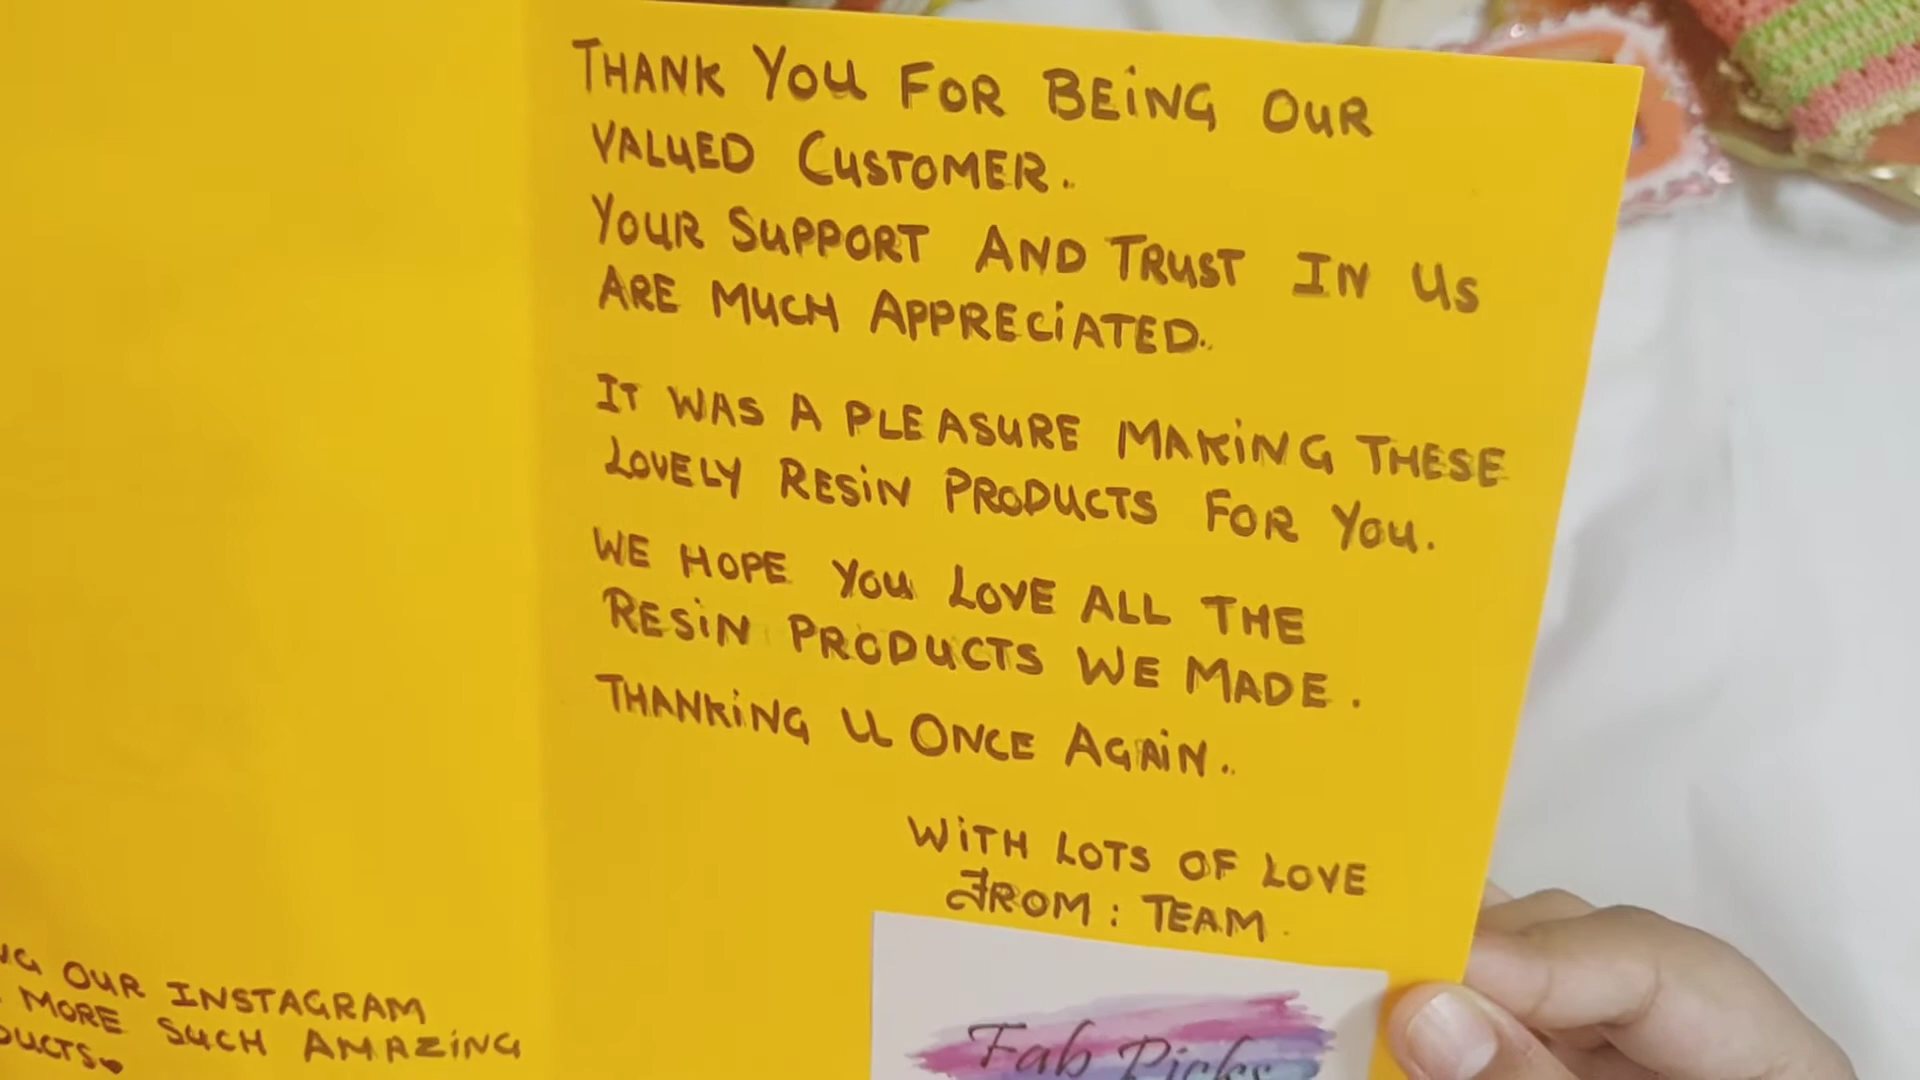 THANK YOU FOR BEiNG OUR
VALUED CUSTOMER.
YOUR SUPPORT AND TRUST IN US
ARE MUCH APPRECiATED.
IT WAS A PLEASURE MAKiNG THESE
LOVELY RESiN PRODUCTS FOR YOU.
WE HOPE YOU LOVE ALL THE
RESiN PRODUCTS WE MADE.
THANKiNG U ONCE AGAiN..
WiTH LOTS OF LOVE
FROM: TEAM.
Fab Picks
OUR INSTAGRAM
MORE SUCH AMAZiNG